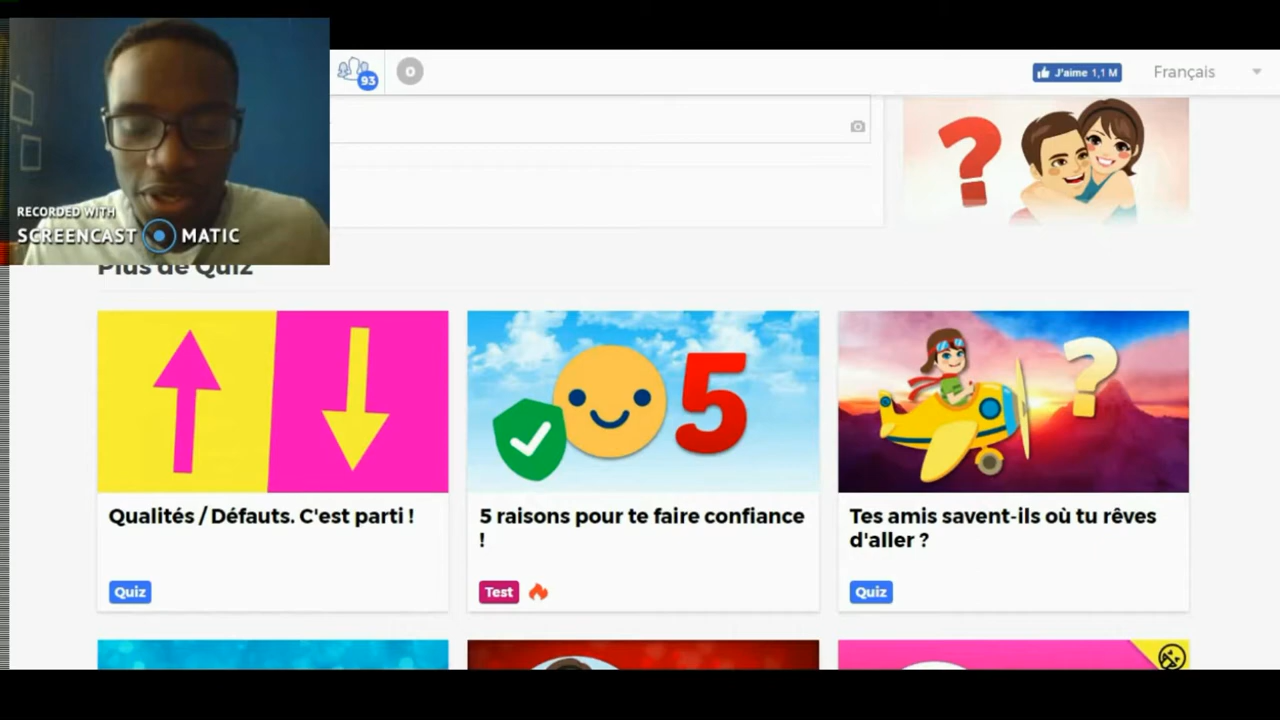 93
O
J'aime 1,1 M
Français
?
RECORDED WITH
SCREENCAST MATIC
Plus de Quiz
5
?
Qualités / Défauts. C'est parti !
5 raisons pour te faire confiance
!
Tes amis savent-ils où tu rêves
d'aller ?
Quiz
Test
Quiz